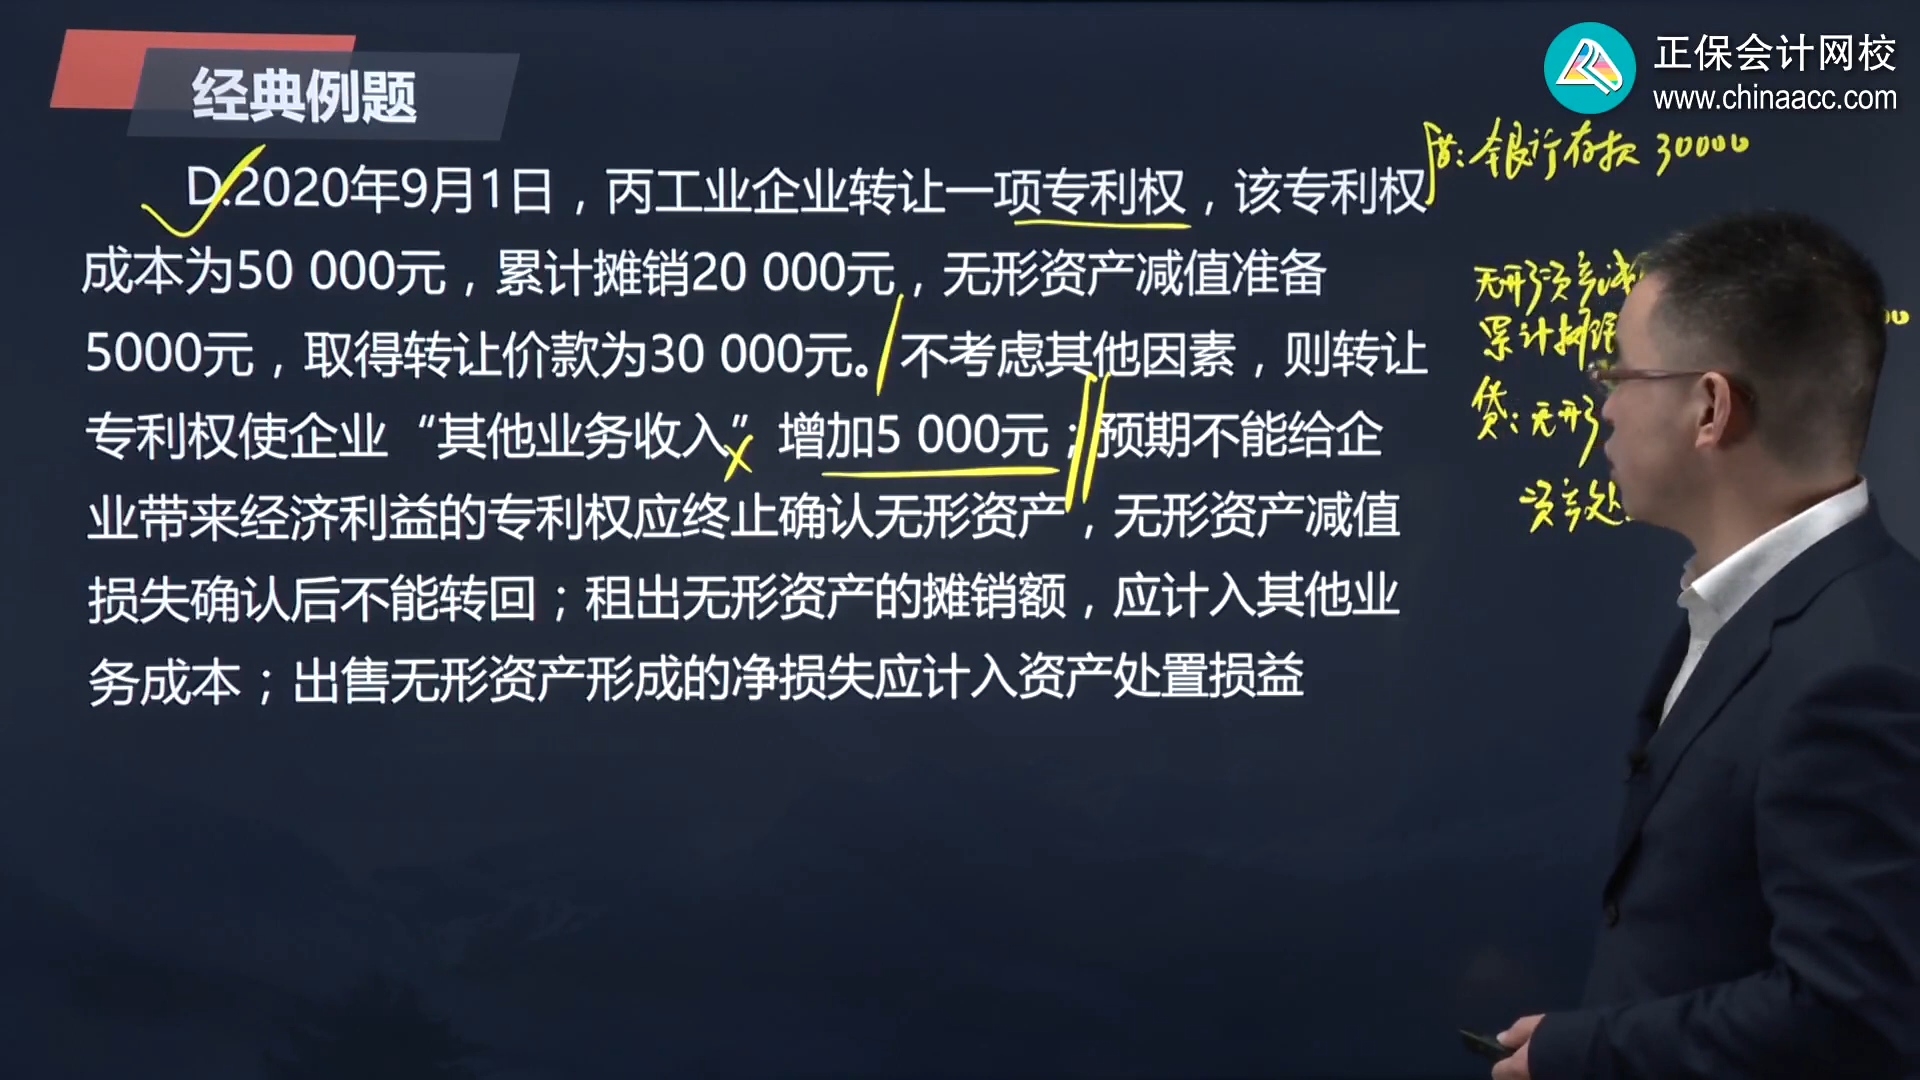 经典例题
正保会计网校
www.chinaacc.com
D.2020年9月1日，丙工业企业转让一项专利权，该专利权
成本为50 000元，累计摊销20 000元，无形资产减值准备
5000元，取得转让价款为30 000元。不考虑其他因素，则转让
专利权使企业“其他业务收入”增加5 000元；预期不能给企
业带来经济利益的专利权应终止确认无形资产，无形资产减值
损失确认后不能转回；租出无形资产的摊销额，应计入其他业
务成本；出售无形资产形成的净损失应计入资产处置损益
借：银行存款 30000
无形资产减
累计摊销
贷：无形
资产处